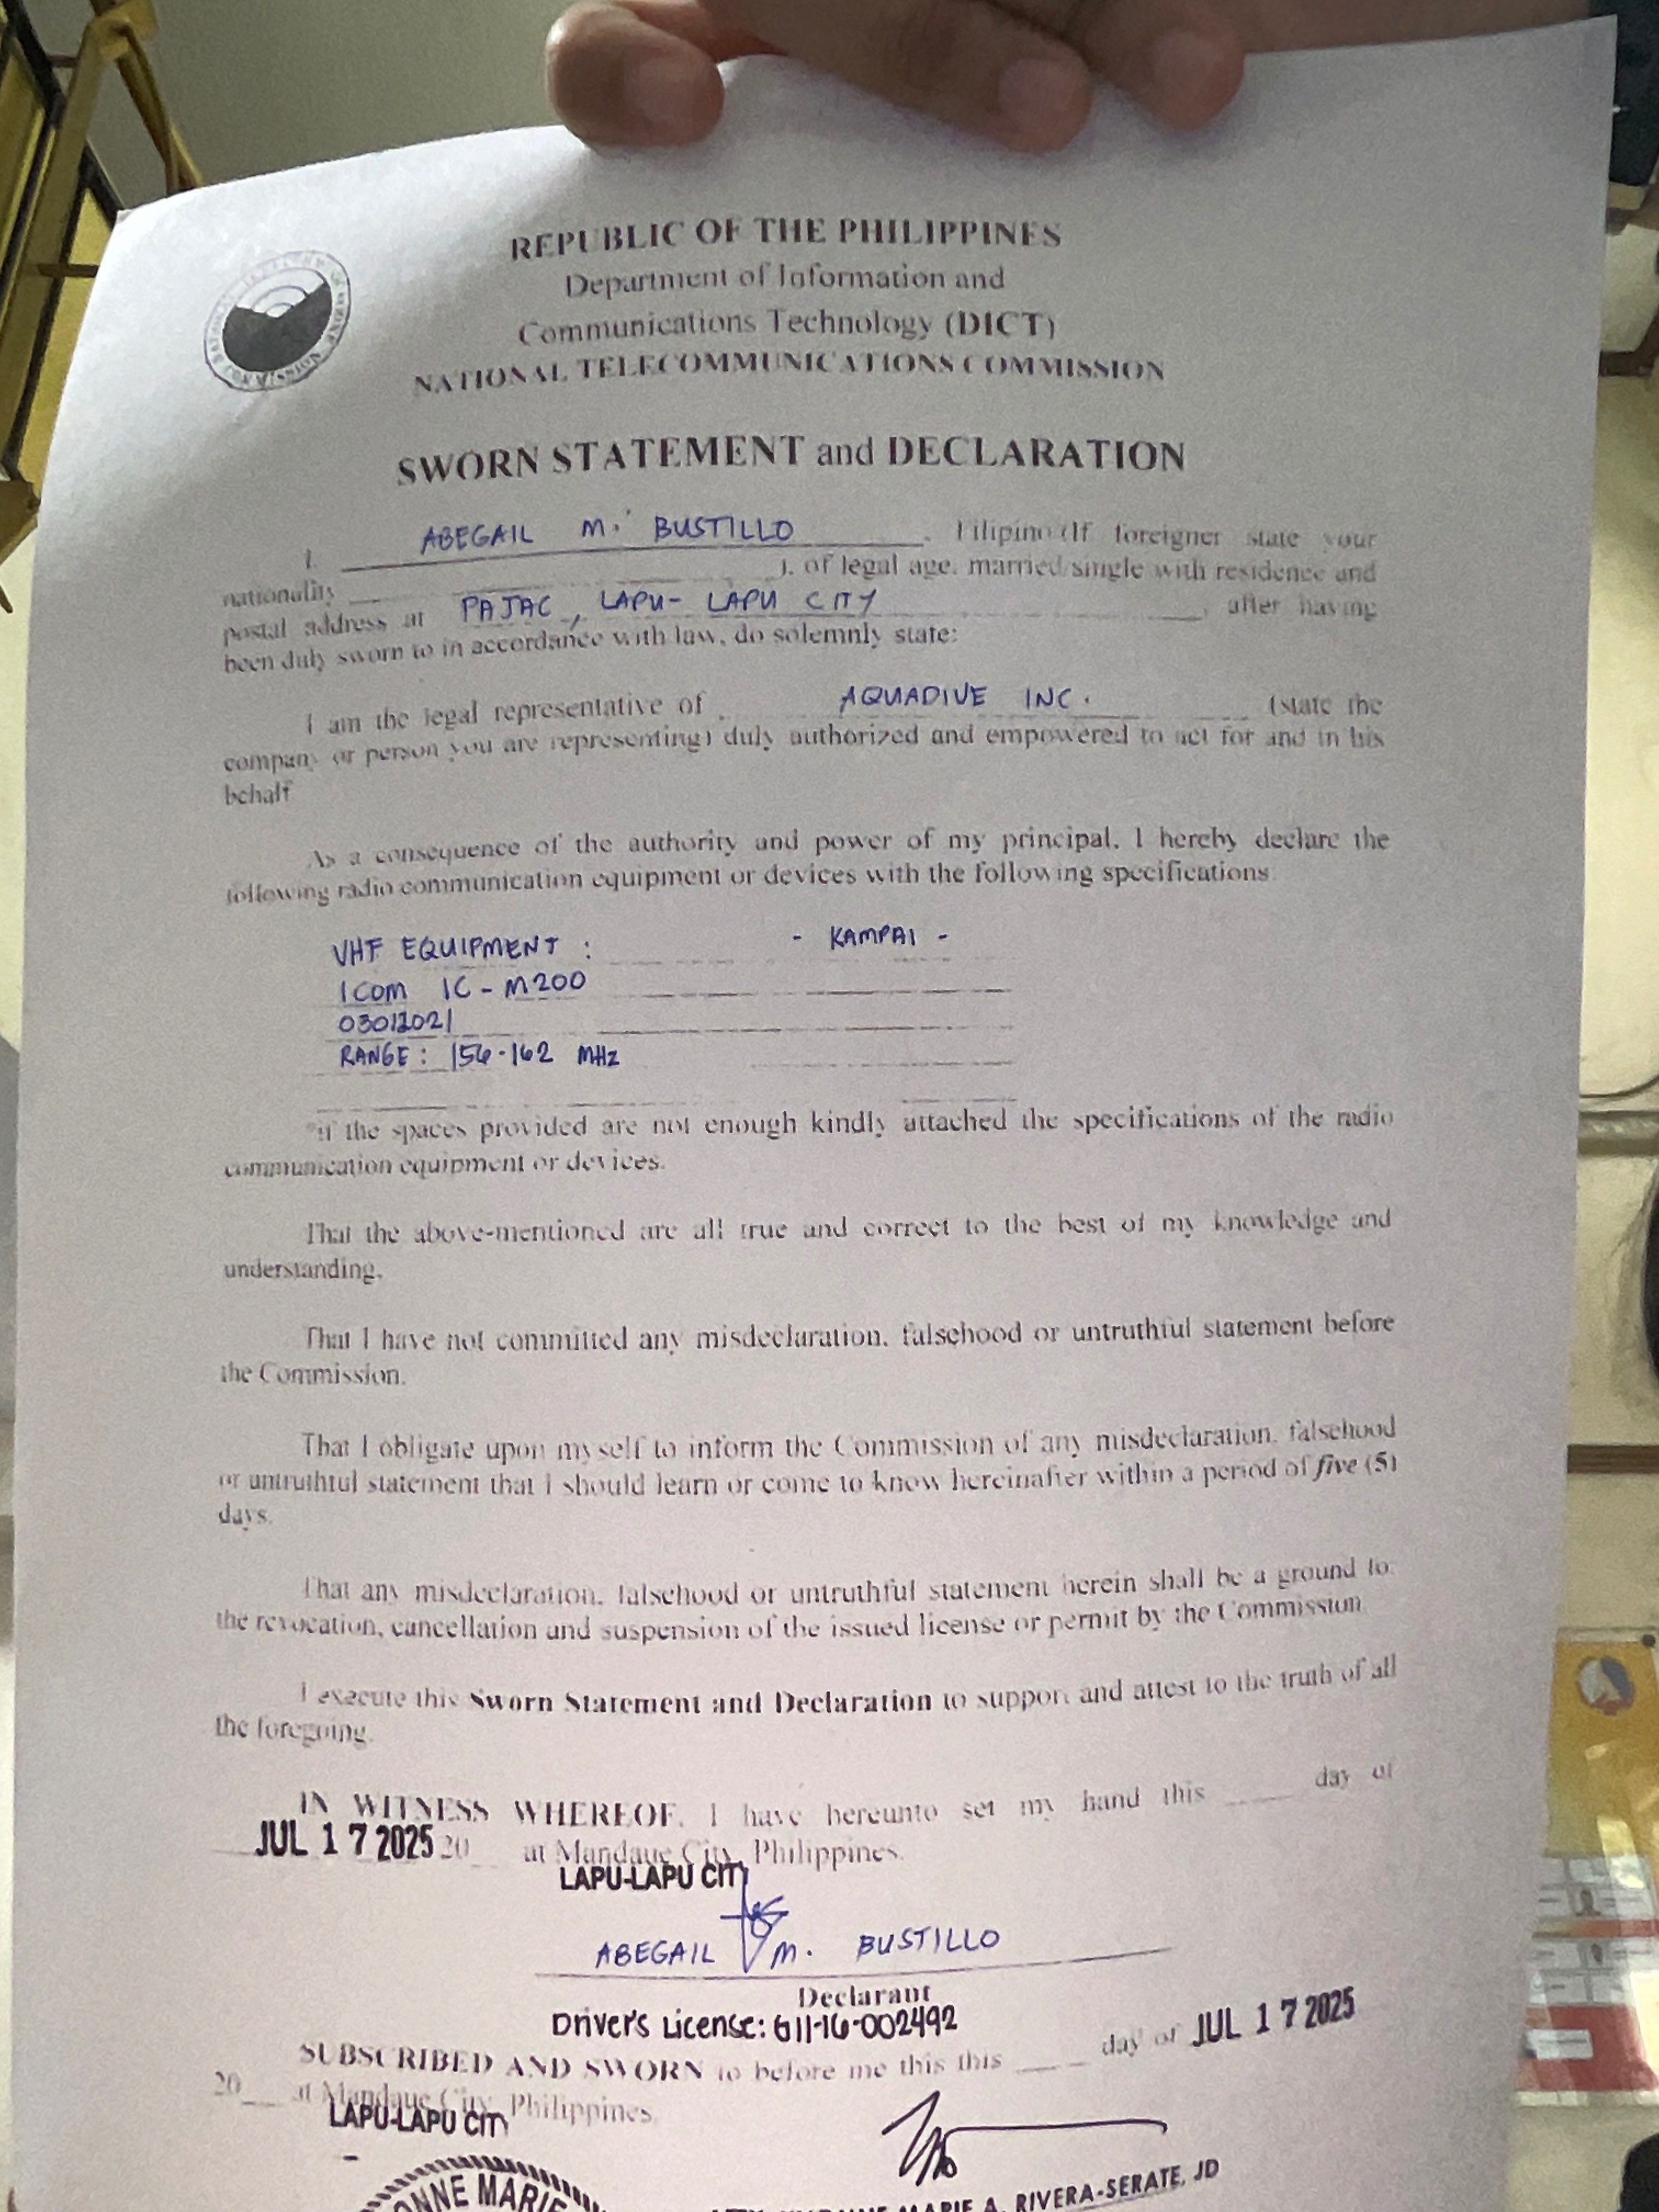 REPUBLIC OF THE PHILIPPINES
Department of Information and
Communications Technology (DICT)
NATIONAL TELECOMMUNICATIONS COMMISSION
SWORN STATEMENT and DECLARATION
I, ABEGAIL M. BUSTILLO, Filipino (If foreigner state your
nationality ), of legal age, married/single with residence and
postal address at PAJAC, LAPU-LAPU CITY, after having
been duly sworn to in accordance with law, do solemnly state:
I am the legal representative of AQUADIVE INC. (state the
company or person you are representing) duly authorized and empowered to act for and in his
behalf
As a consequence of the authority and power of my principal, I hereby declare the
following radio communication equipment or devices with the following specifications:
VHF EQUIPMENT : - KAMPAI -
ICOM IC-M200
RANGE: 156-162 MHz
*if the spaces provided are not enough kindly attached the specifications of the radio
communication equipment or devices.
That the above-mentioned are all true and correct to the best of my knowledge and
understanding,
That I have not committed any misdeclaration, falsehood or untruthful statement before
the Commission.
That I obligate upon myself to inform the Commission of any misdeclaration, falsehood
or untruthful statement that I should learn or come to know hereinafter within a period of five (5)
days.
That any misdeclaration, falsehood or untruthful statement herein shall be a ground to
the revocation, cancellation and suspension of the issued license or permit by the Commission
I execute this Sworn Statement and Declaration to support and attest to the truth of all
the foregoing.
IN WITNESS WHEREOF, I have hereunto set my hand this ____ day of
JUL 17 2025 20__ at Mandaue City, Philippines.
LAPU-LAPU CITY
ABEGAIL M. BUSTILLO
Declarant
Driver's License: G11-16-002492
SUBSCRIBED AND SWORN to before me this this ____ day of JUL 17 2025
20__ at Mandaue City, Philippines.
LAPU-LAPU CITY
MARIE A. RIVERA-SERATE, JD
ONNE MARIE